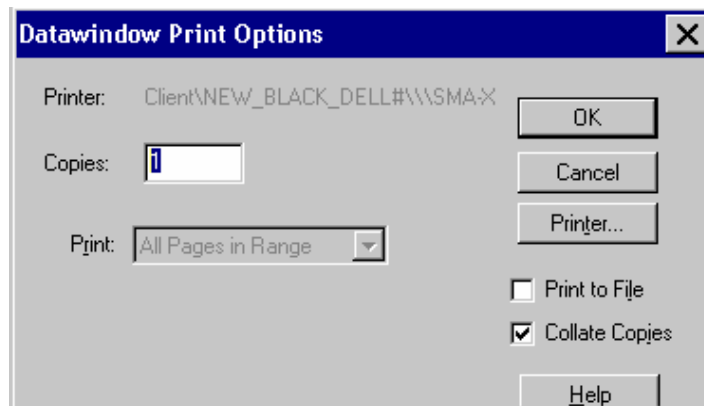 Datawindow Print Options
Printer: Client\NEW_BLACK_DELL#\\\SMA-X
OK
Copies: 1
Cancel
Printer...
Print: All Pages in Range
Print to File
Collate Copies
Help